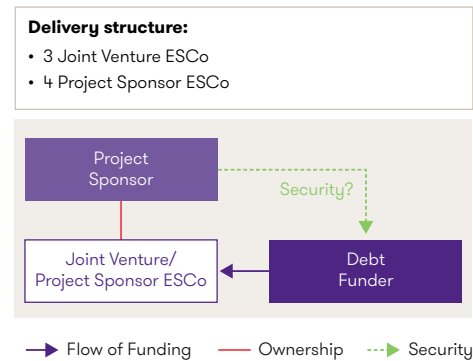 Delivery structure:
• 3 Joint Venture ESCo
• 4 Project Sponsor ESCo
Project
Sponsor
Security?
Joint Venture/
Project Sponsor ESCo
Debt
Funder
Flow of Funding
Ownership
Security